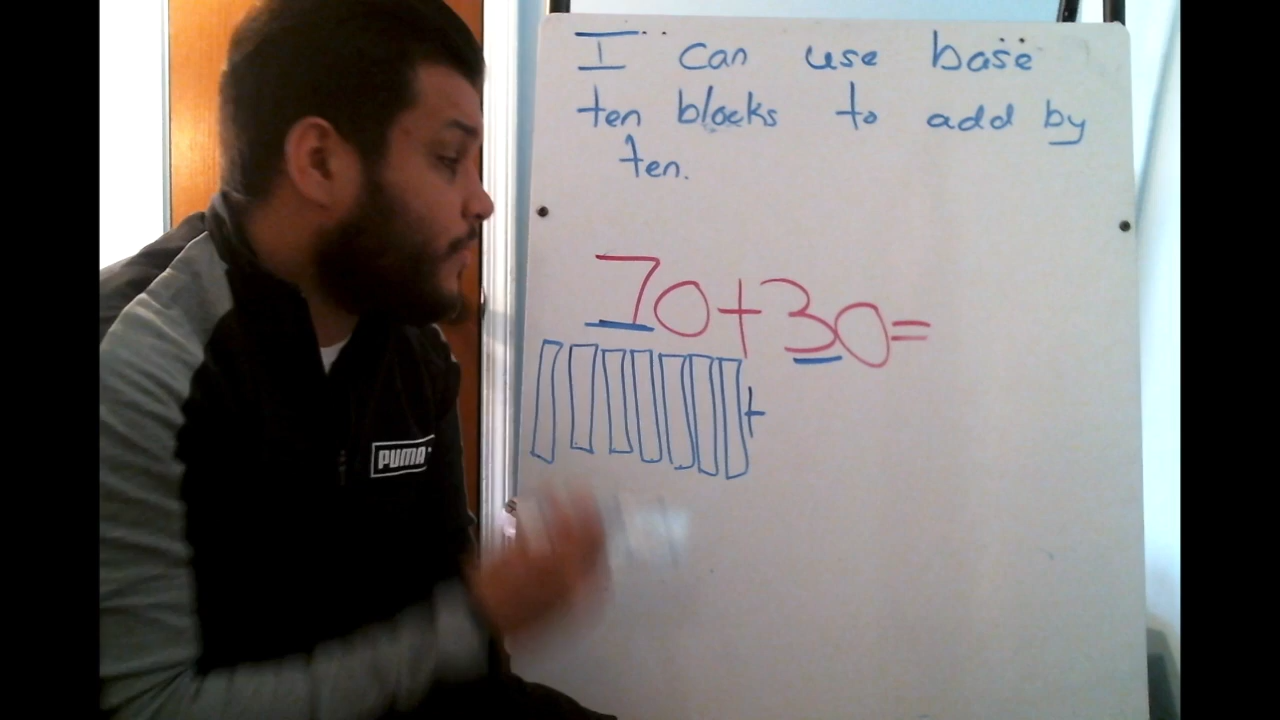 I can use base
ten blocks to add by
ten.
70+30=
+
PUMA